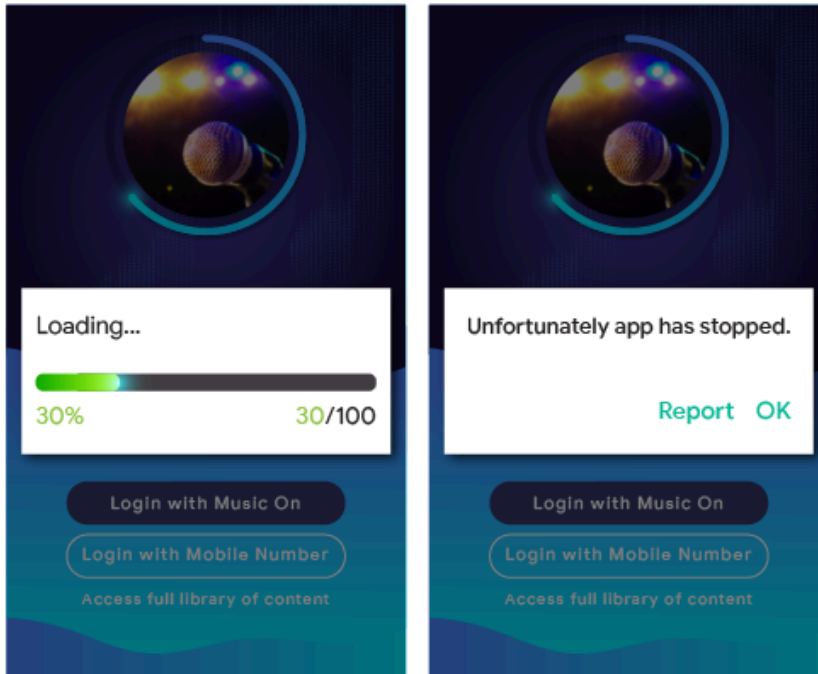 Loading...
30% 30/100
Login with Music On
Login with Mobile Number
Access full library of content
Unfortunately app has stopped.
Report OK
Login with Music On
Login with Mobile Number
Access full library of content